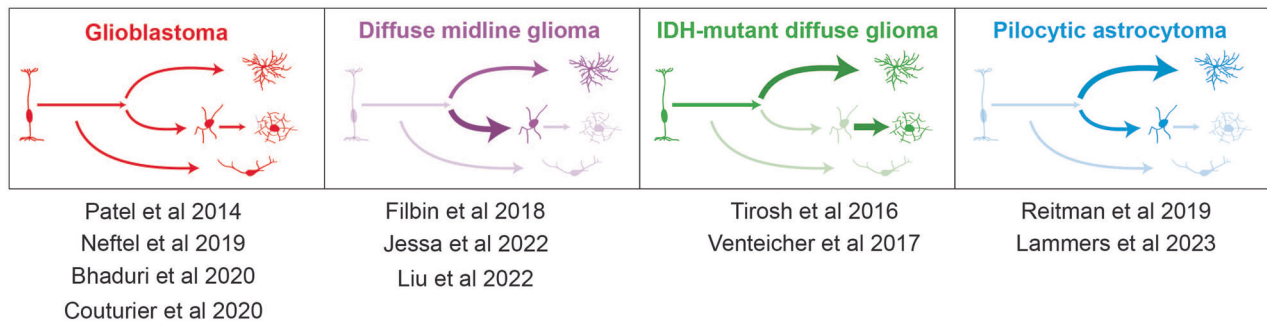 Glioblastoma
Diffuse midline glioma
IDH-mutant diffuse glioma
Pilocytic astrocytoma
Patel et al 2014
Neftel et al 2019
Bhaduri et al 2020
Couturier et al 2020
Filbin et al 2018
Jessa et al 2022
Liu et al 2022
Tirosh et al 2016
Venteicher et al 2017
Reitman et al 2019
Lammers et al 2023